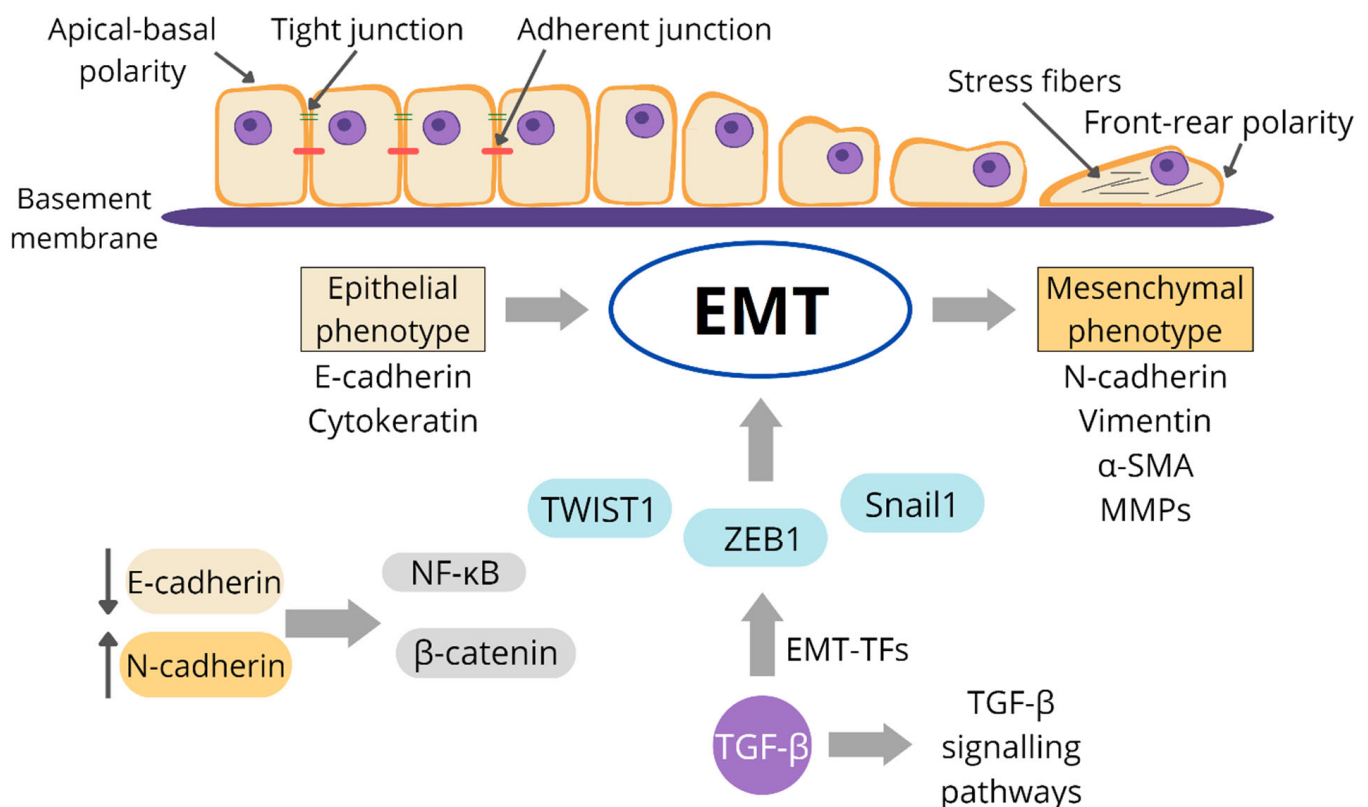 Apical-basal
polarity
Tight junction
Adherent junction
Stress fibers
Front-rear polarity
Basement
membrane
Epithelial
phenotype
E-cadherin
Cytokeratin
EMT
Mesenchymal
phenotype
N-cadherin
Vimentin
α-SMA
MMPs
TWIST1
ZEB1
Snail1
E-cadherin
N-cadherin
NF-κB
β-catenin
EMT-TFs
TGF-β
TGF-β
signalling
pathways